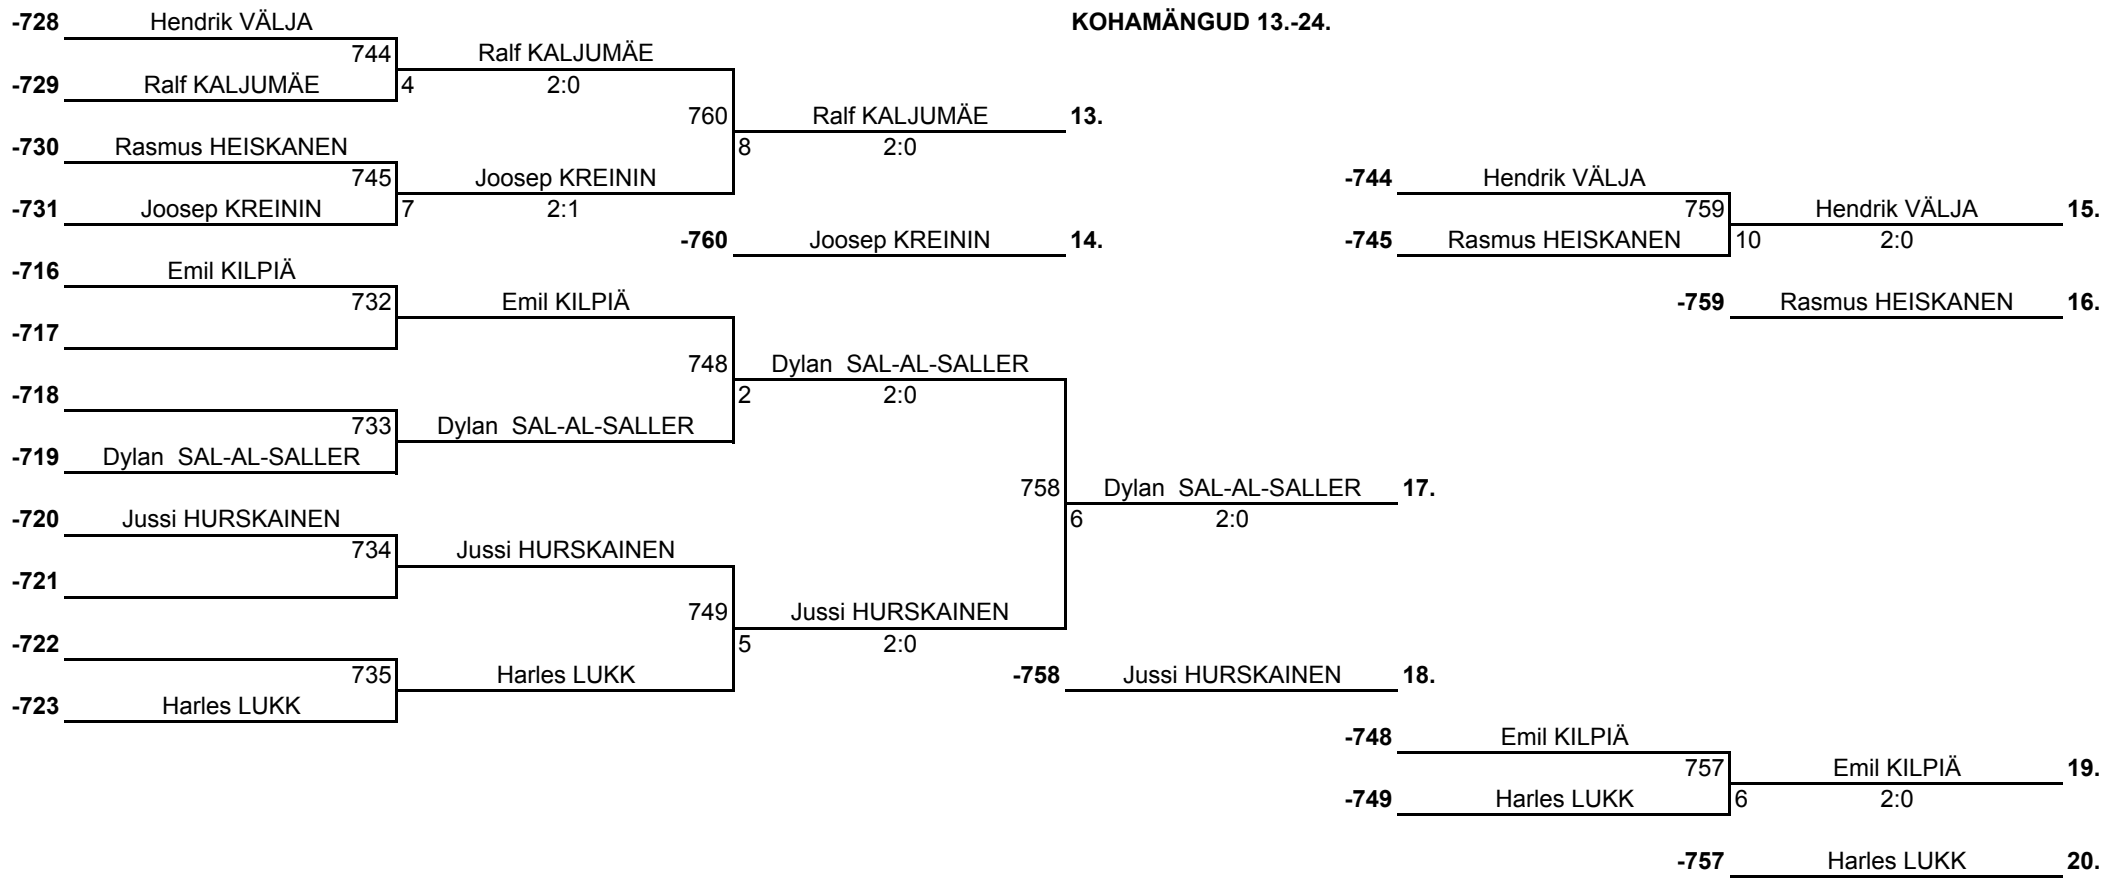 -728 Hendrik VÄLJA KOHAMÄNGUD 13.-24.
744 Ralf KALJUMÄE
-729 Ralf KALJUMÄE 4 2:0
760 Ralf KALJUMÄE 13.
-730 Rasmus HEISKANEN 8 2:0
745 Joosep KREININ -744 Hendrik VÄLJA
-731 Joosep KREININ 7 2:1 759 Hendrik VÄLJA 15.
-760 Joosep KREININ 14. -745 Rasmus HEISKANEN 10 2:0
-716 Emil KILPIÄ
732 Emil KILPIÄ -759 Rasmus HEISKANEN 16.
-717
748 Dylan SAL-AL-SALLER
-718 2 2:0
733 Dylan SAL-AL-SALLER
-719 Dylan SAL-AL-SALLER
758 Dylan SAL-AL-SALLER 17.
-720 Jussi HURSKAINEN 6 2:0
734 Jussi HURSKAINEN
-721
749 Jussi HURSKAINEN
-722 5 2:0
735 Harles LUKK -758 Jussi HURSKAINEN 18.
-723 Harles LUKK
-748 Emil KILPIÄ
757 Emil KILPIÄ 19.
-749 Harles LUKK 6 2:0
-757 Harles LUKK 20.